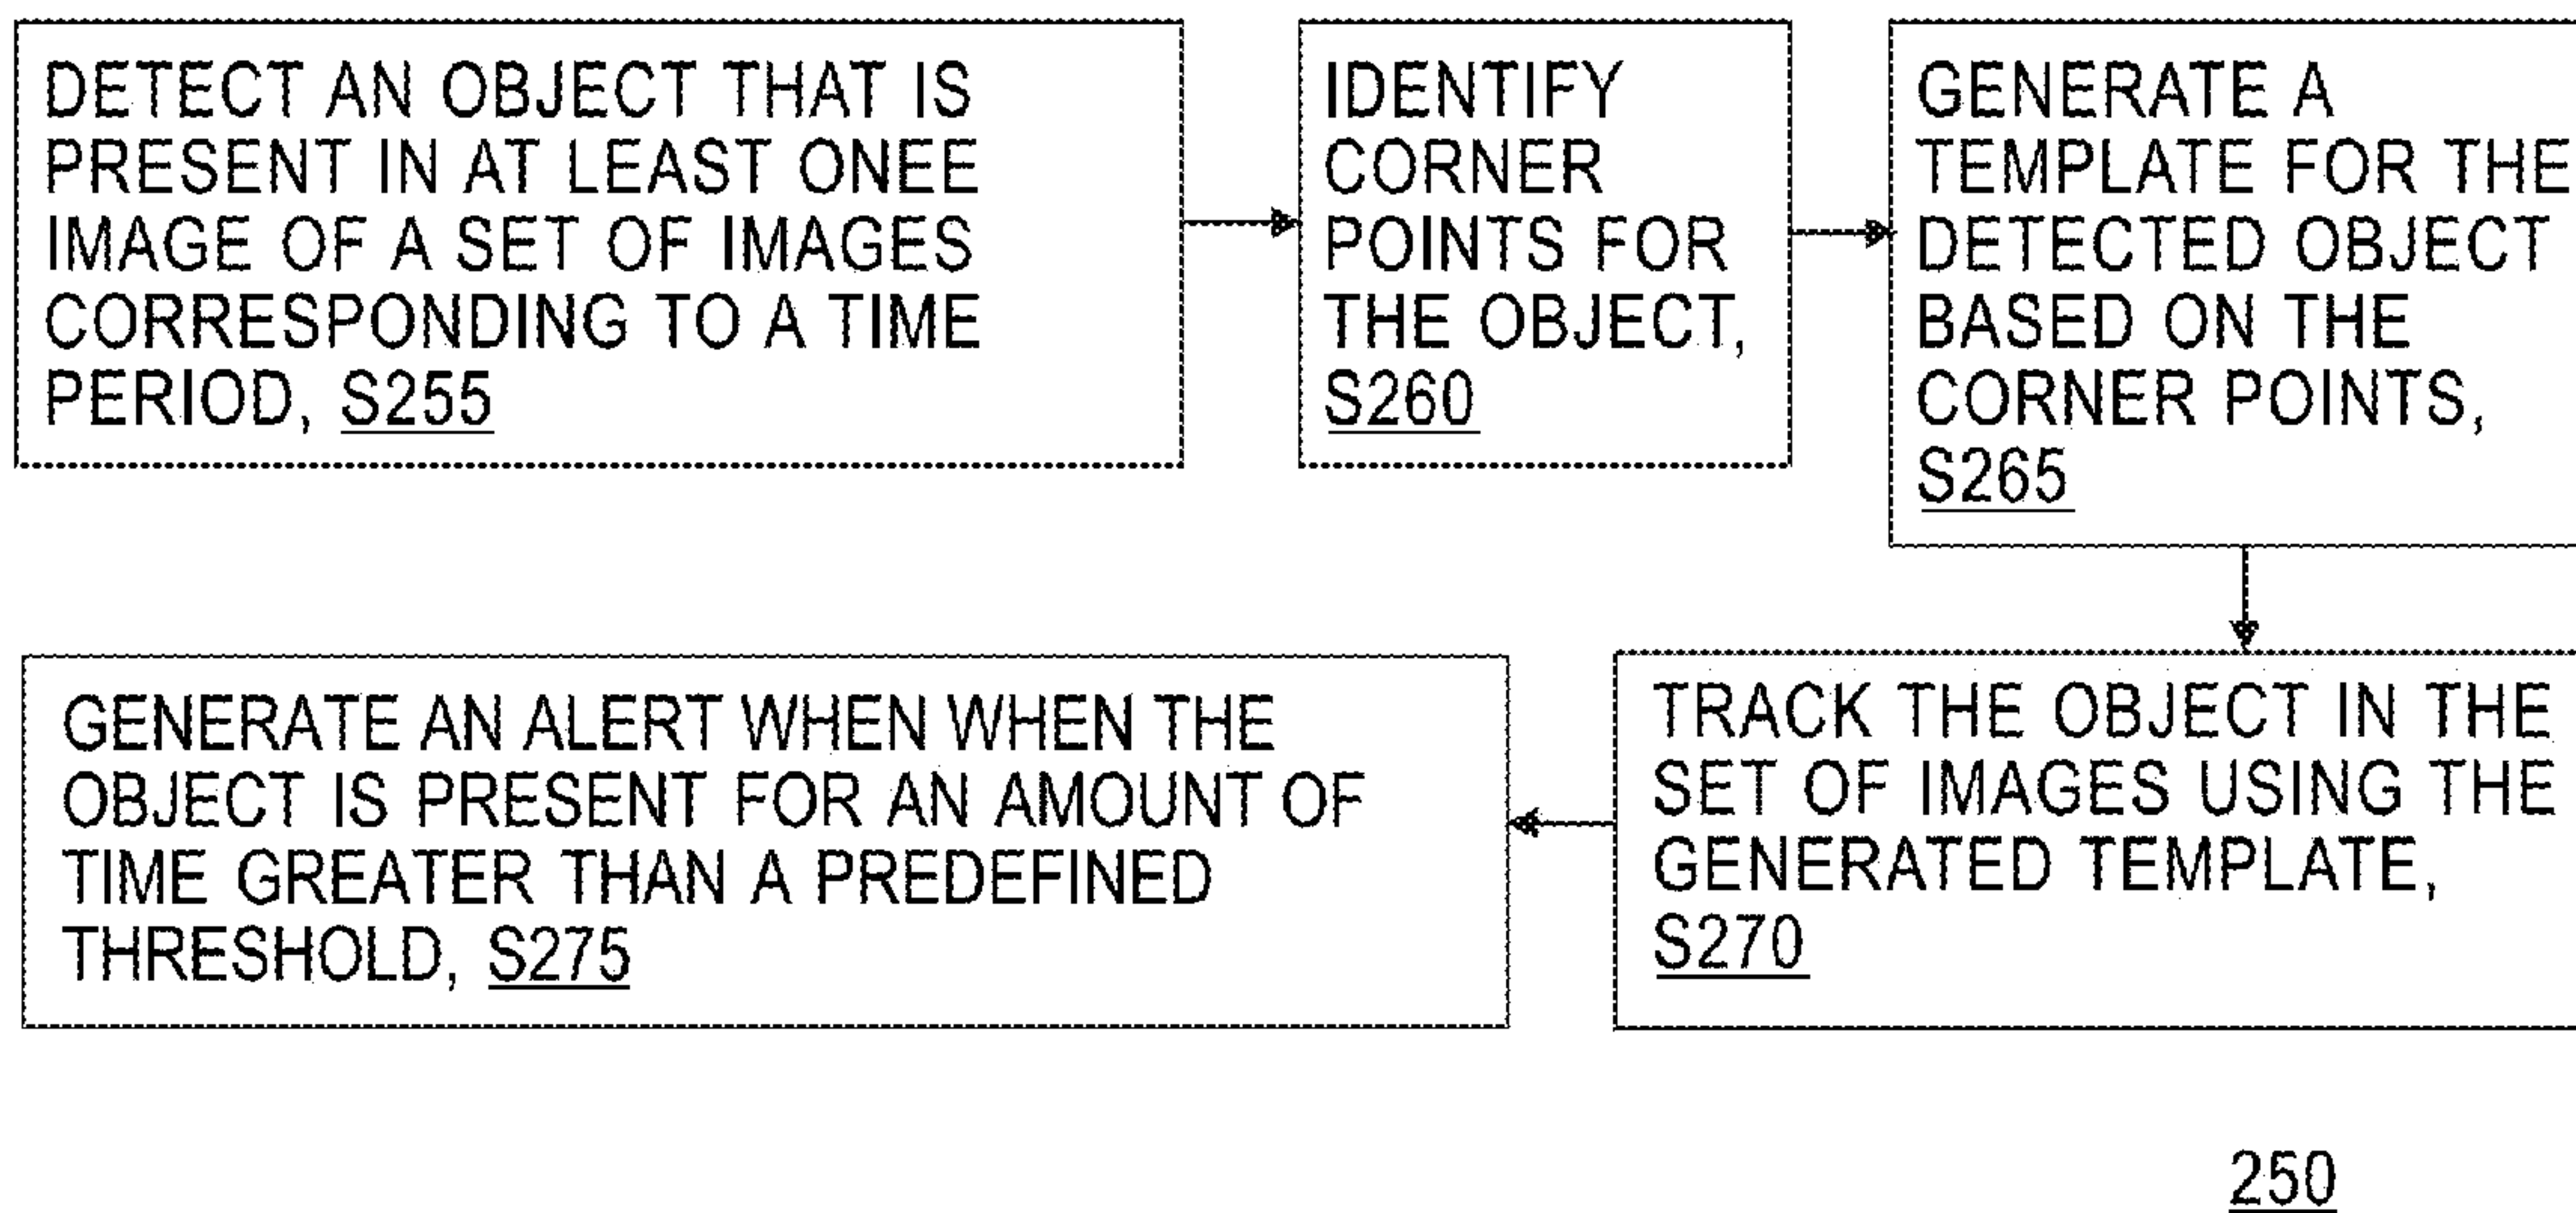 DETECT AN OBJECT THAT IS
PRESENT IN AT LEAST ONEE
IMAGE OF A SET OF IMAGES
CORRESPONDING TO A TIME
PERIOD, S255
IDENTIFY
CORNER
POINTS FOR
THE OBJECT,
S260
GENERATE A
TEMPLATE FOR THE
DETECTED OBJECT
BASED ON THE
CORNER POINTS,
S265
TRACK THE OBJECT IN THE
SET OF IMAGES USING THE
GENERATED TEMPLATE,
S270
GENERATE AN ALERT WHEN WHEN THE
OBJECT IS PRESENT FOR AN AMOUNT OF
TIME GREATER THAN A PREDEFINED
THRESHOLD, S275
250